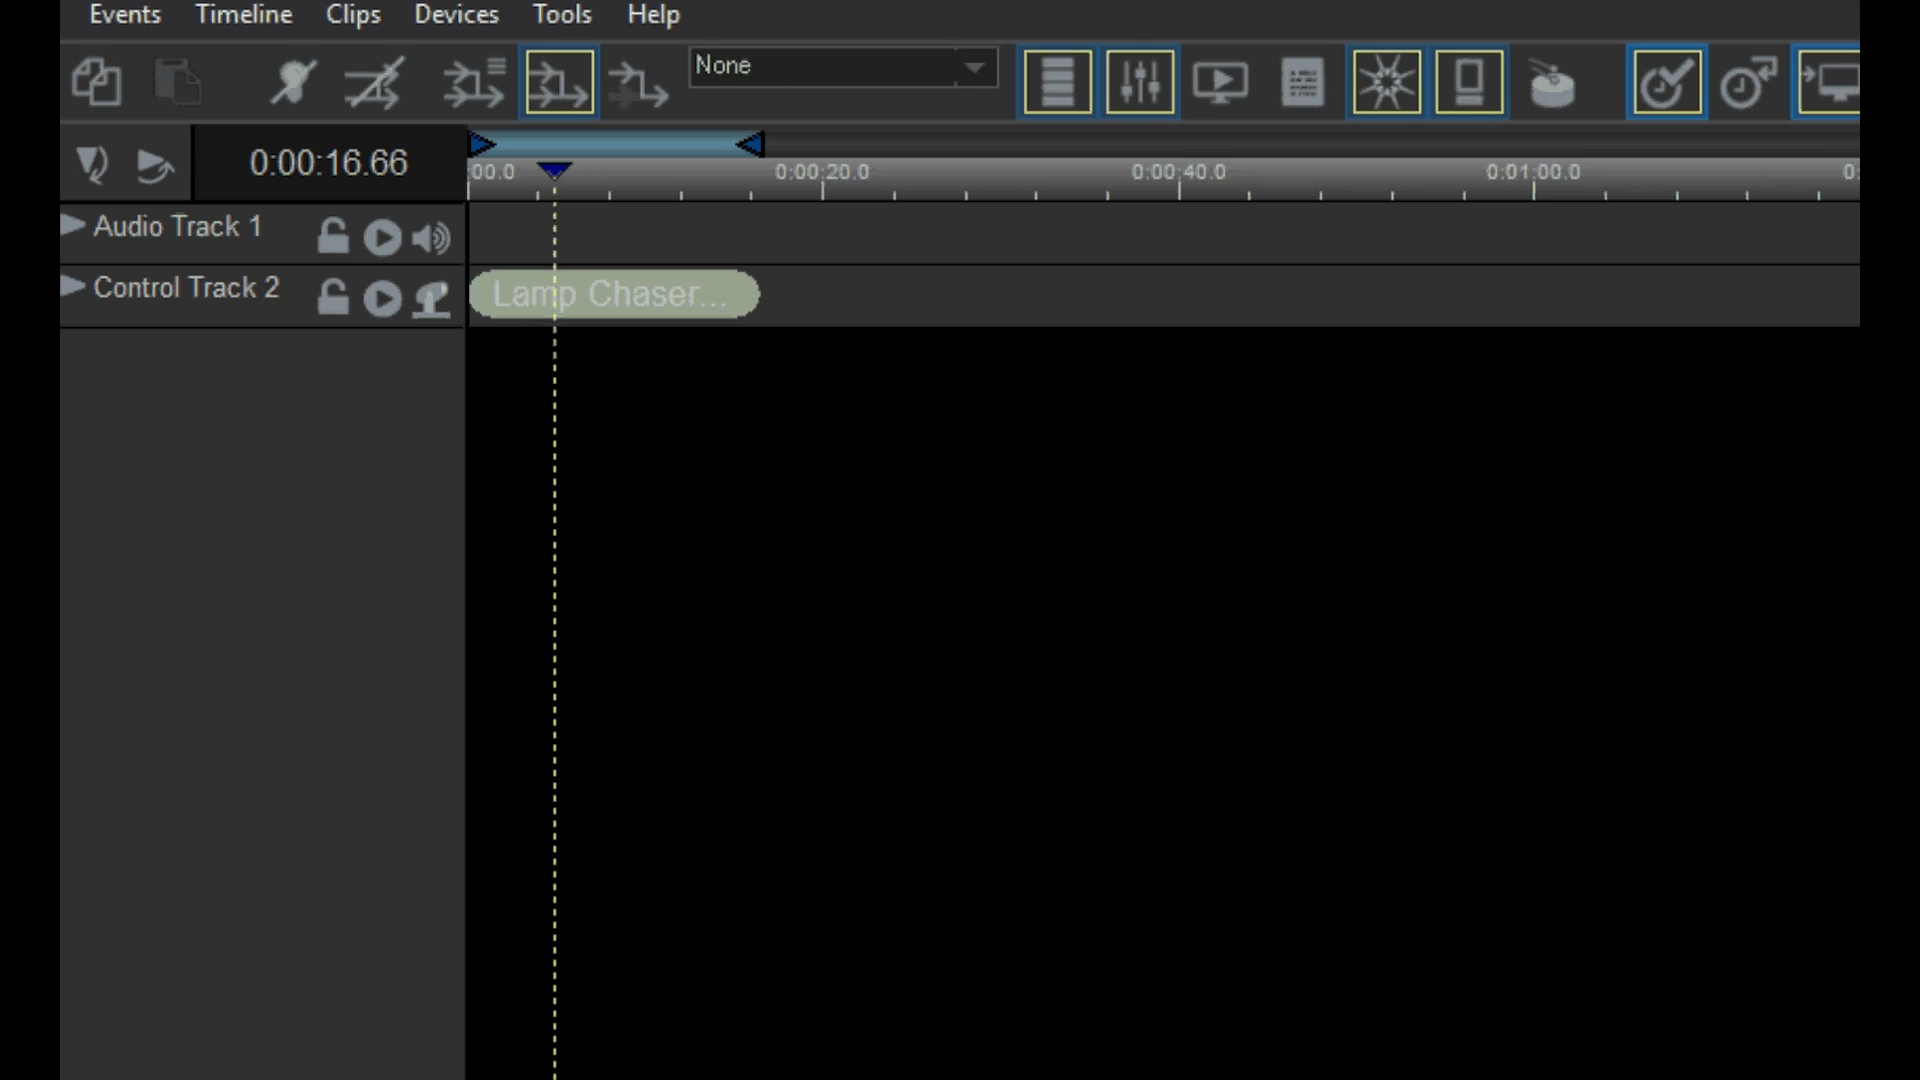 Events Timeline Clips Devices Tools Help
None
0:00:16.66
:00.0 0:00:20.0 0:00:40.0 0:01:00.0 0:
Audio Track 1
Control Track 2
Lamp Chaser...